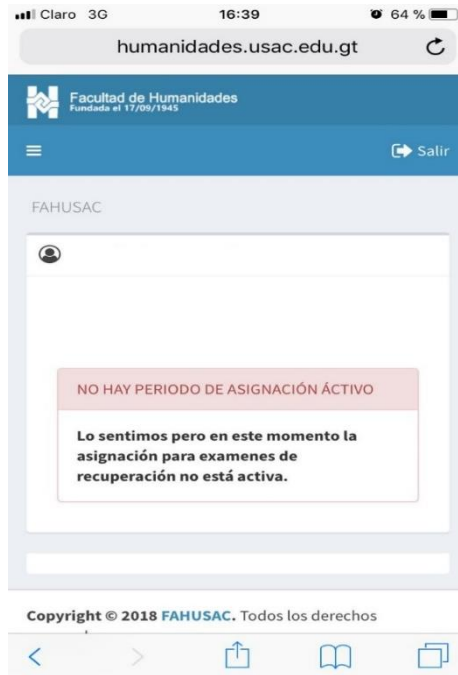 Claro 3G 16:39 64 %
humanidades.usac.edu.gt
Facultad de Humanidades
Fundada el 17/09/1945
Salir
FAHUSAC
NO HAY PERIODO DE ASIGNACIÓN ÁCTIVO
Lo sentimos pero en este momento la
asignación para examenes de
recuperación no está activa.
Copyright © 2018 FAHUSAC. Todos los derechos